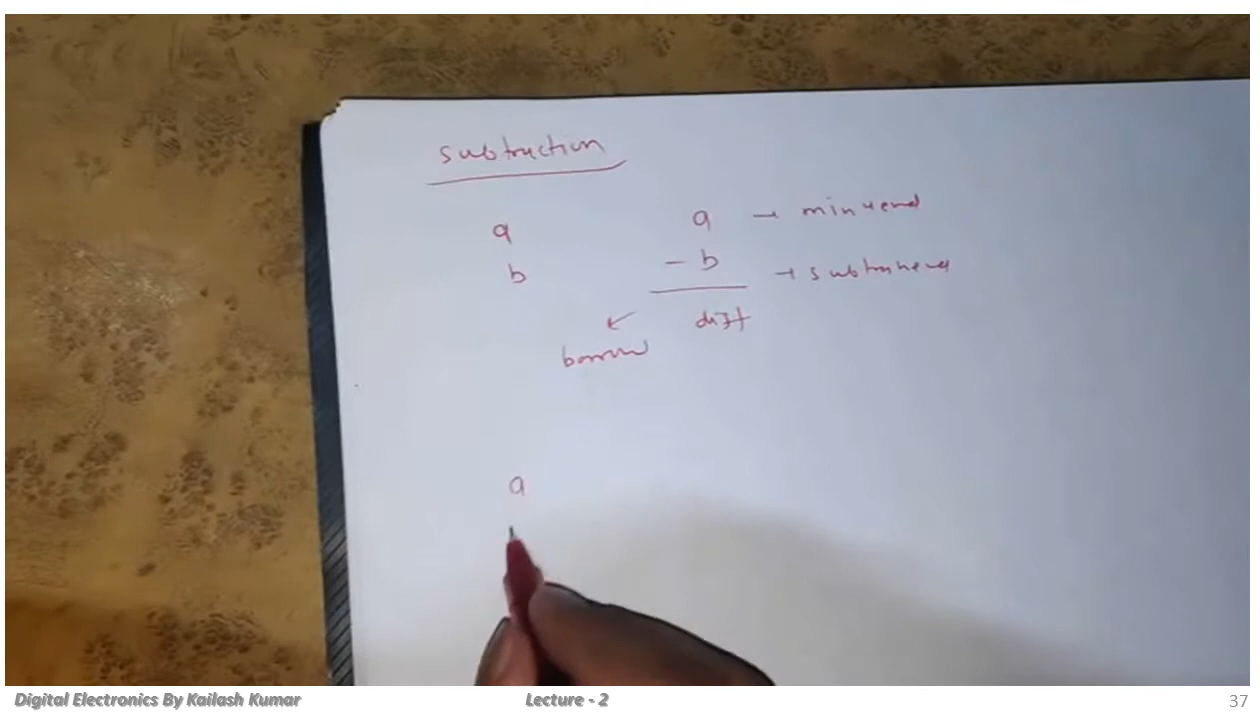 subtraction
a a → minuend
b - b → subtrahend
diff
borrow
a
Digital Electronics By Kailash Kumar Lecture - 2 37